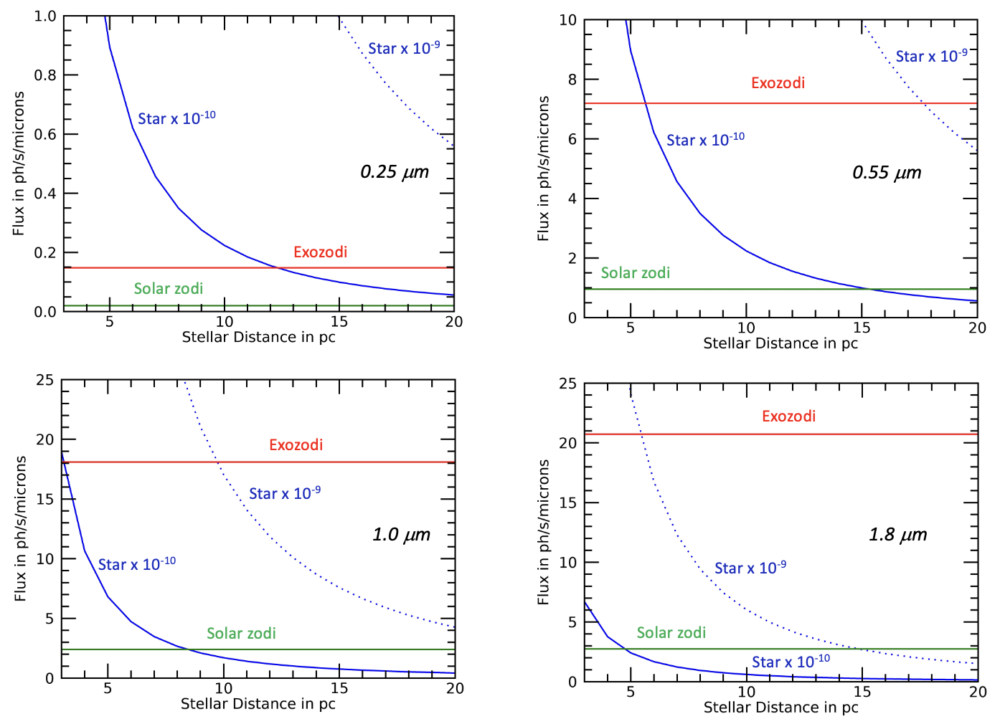 1.0
0.8
0.6
0.4
0.2
0.0
Flux in ph/s/microns
Star x 10⁻⁹
Star x 10⁻¹⁰
0.25 μm
Exozodi
Solar zodi
5 10 15 20
Stellar Distance in pc
10
8
6
4
2
0
Flux in ph/s/microns
Star x 10⁻⁹
Exozodi
Star x 10⁻¹⁰
0.55 μm
Solar zodi
5 10 15 20
Stellar Distance in pc
25
20
15
10
5
0
Flux in ph/s/microns
Exozodi
Star x 10⁻⁹
1.0 μm
Star x 10⁻¹⁰
Solar zodi
5 10 15 20
Stellar Distance in pc
25
20
15
10
5
0
Flux in ph/s/microns
Exozodi
1.8 μm
Star x 10⁻⁹
Solar zodi
Star x 10⁻¹⁰
5 10 15 20
Stellar Distance in pc